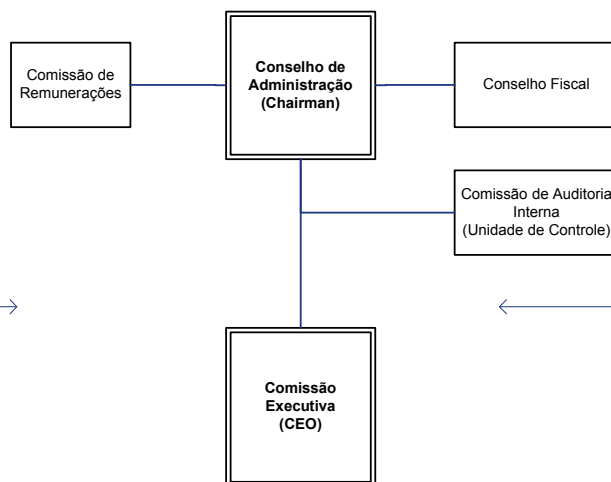 Comissão de
Remunerações
Conselho de
Administração
(Chairman)
Conselho Fiscal
Comissão de Auditoria
Interna
(Unidade de Controle)
Comissão
Executiva
(CEO)